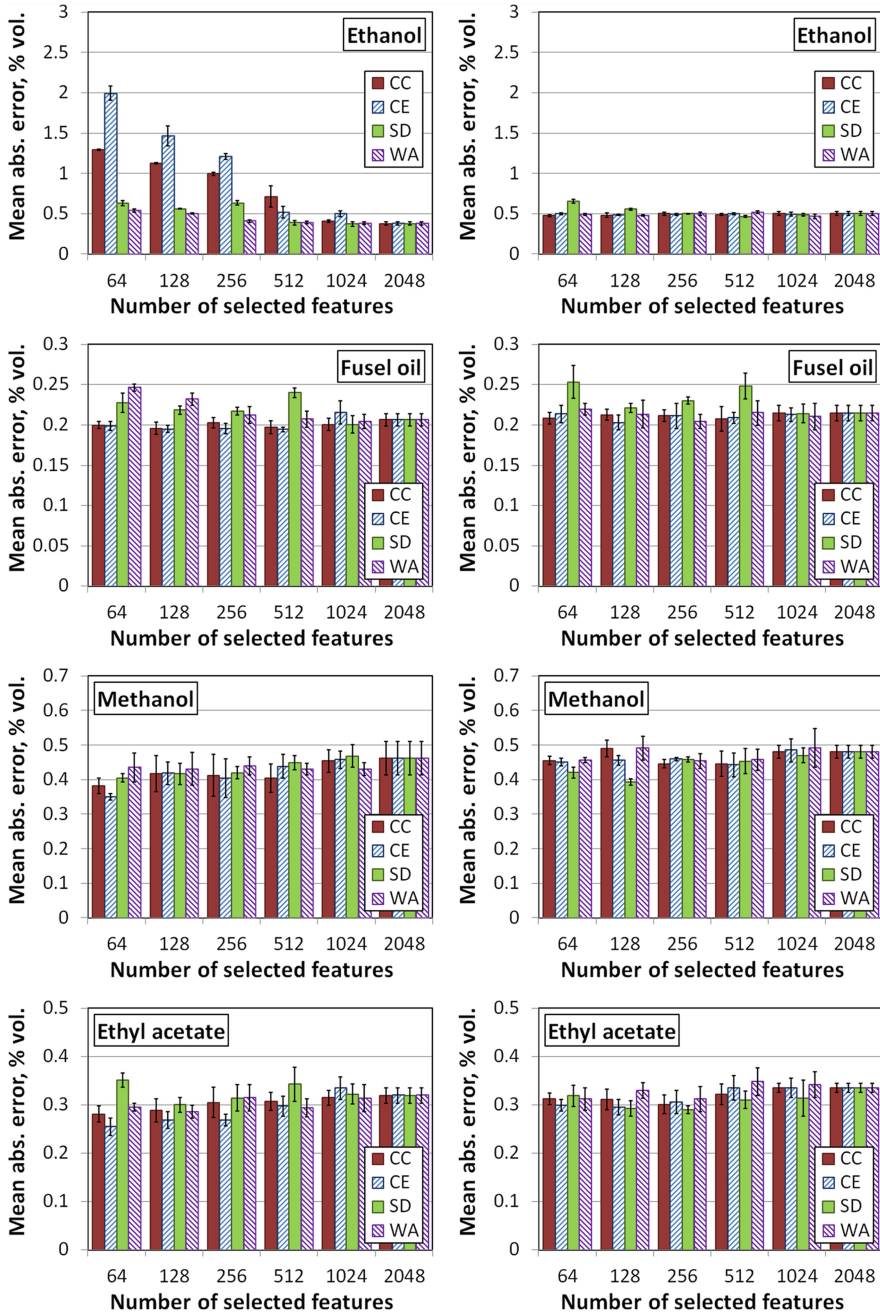 Mean abs. error, % vol.
3
2.5
2
1.5
1
0.5
0
Ethanol
CC
CE
SD
WA
64 128 256 512 1024 2048
Number of selected features
Mean abs. error, % vol.
3
2.5
2
1.5
1
0.5
0
Ethanol
CC
CE
SD
WA
64 128 256 512 1024 2048
Number of selected features
Mean abs. error, % vol.
0.3
0.25
0.2
0.15
0.1
0.05
0
Fusel oil
CC
CE
SD
WA
64 128 256 512 1024 2048
Number of selected features
Mean abs. error, % vol.
0.3
0.25
0.2
0.15
0.1
0.05
0
Fusel oil
CC
CE
SD
WA
64 128 256 512 1024 2048
Number of selected features
Mean abs. error, % vol.
0.7
0.6
0.5
0.4
0.3
0.2
0.1
0
Methanol
CC
CE
SD
WA
64 128 256 512 1024 2048
Number of selected features
Mean abs. error, % vol.
0.7
0.6
0.5
0.4
0.3
0.2
0.1
0
Methanol
CC
CE
SD
WA
64 128 256 512 1024 2048
Number of selected features
Mean abs. error, % vol.
0.5
0.4
0.3
0.2
0.1
0
Ethyl acetate
CC
CE
SD
WA
64 128 256 512 1024 2048
Number of selected features
Mean abs. error, % vol.
0.5
0.4
0.3
0.2
0.1
0
Ethyl acetate
CC
CE
SD
WA
64 128 256 512 1024 2048
Number of selected features